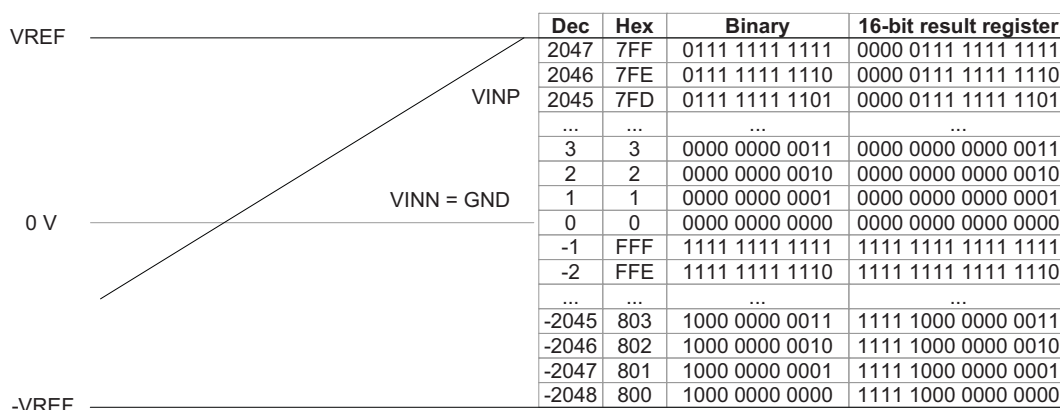 VREF
VINP
VINN = GND
0 V
-VREF
Dec Hex Binary 16-bit result register
2047 7FF 0111 1111 1111 0000 0111 1111 1111
2046 7FE 0111 1111 1110 0000 0111 1111 1110
2045 7FD 0111 1111 1101 0000 0111 1111 1101
... ... ... ...
3 3 0000 0000 0011 0000 0000 0000 0011
2 2 0000 0000 0010 0000 0000 0000 0010
1 1 0000 0000 0001 0000 0000 0000 0001
0 0 0000 0000 0000 0000 0000 0000 0000
-1 FFF 1111 1111 1111 1111 1111 1111 1111
-2 FFE 1111 1111 1110 1111 1111 1111 1110
... ... ... ...
-2045 803 1000 0000 0011 1111 1000 0000 0011
-2046 802 1000 0000 0010 1111 1000 0000 0010
-2047 801 1000 0000 0001 1111 1000 0000 0001
-2048 800 1000 0000 0000 1111 1000 0000 0000